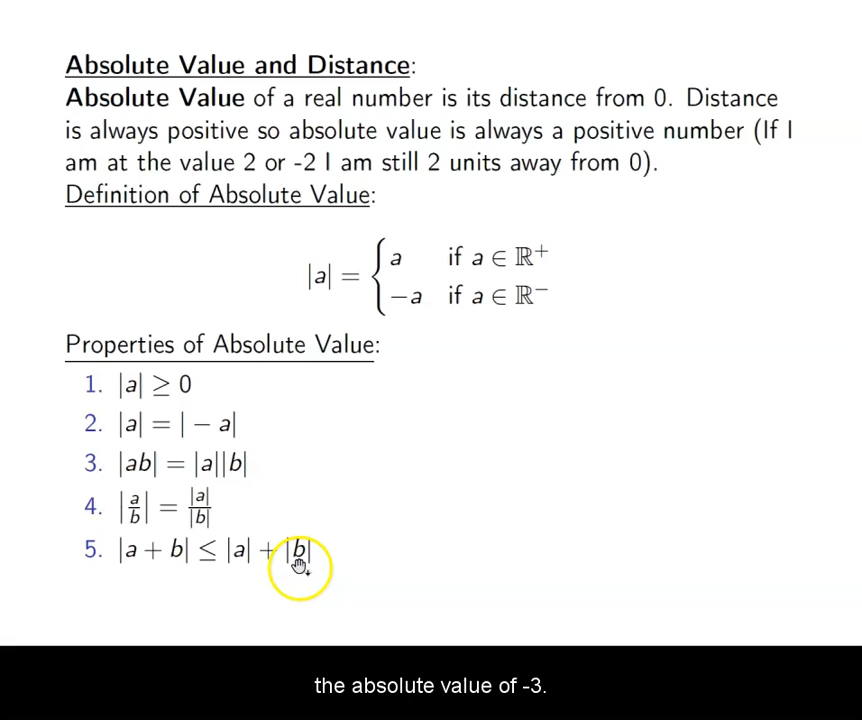 Absolute Value and Distance:
Absolute Value of a real number is its distance from 0. Distance
is always positive so absolute value is always a positive number (If I
am at the value 2 or -2 I am still 2 units away from 0).
Definition of Absolute Value:
|a| = { a if a ∈ ℝ⁺
−a if a ∈ ℝ⁻
Properties of Absolute Value:
1. |a| ≥ 0
2. |a| = | − a|
3. |ab| = |a||b|
4. |a/b| = |a|/|b|
5. |a + b| ≤ |a| + |b|
the absolute value of -3.